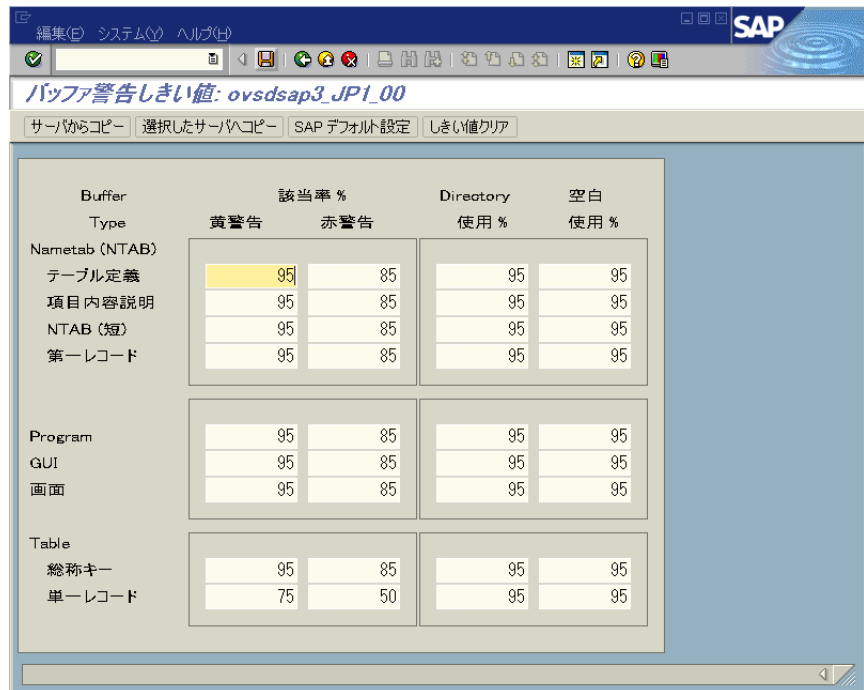 編集(E) システム(Y) ヘルプ(H)
SAP
バッファ警告しきい値: ovsdsap3_JP1_00
サーバからコピー 選択したサーバへコピー SAP デフォルト設定 しきい値クリア
Buffer 該当率 % Directory 空白
Type 黄警告 赤警告 使用 % 使用 %
Nametab (NTAB)
テーブル定義 95 85 95 95
項目内容説明 95 85 95 95
NTAB (短) 95 85 95 95
第一レコード 95 85 95 95
Program 95 85 95 95
GUI 95 85 95 95
画面 95 85 95 95
Table
総称キー 95 85 95 95
単一レコード 75 50 95 95